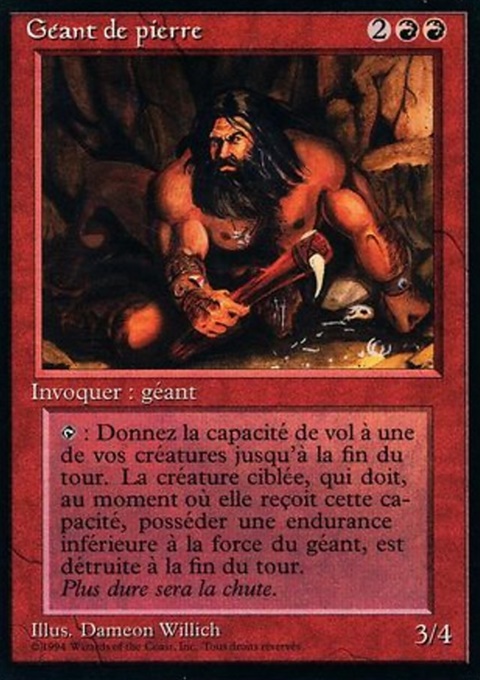 Géant de pierre 2
Invoquer : géant
: Donnez la capacité de vol à une
de vos créatures jusqu'à la fin du
tour. La créature ciblée, qui doit,
au moment où elle reçoit cette ca-
pacité, posséder une endurance
inférieure à la force du géant, est
détruite à la fin du tour.
Plus dure sera la chute.
Illus. Dameon Willich
3/4
©1994 Wizards of the Coast, Inc. Tous droits réservés